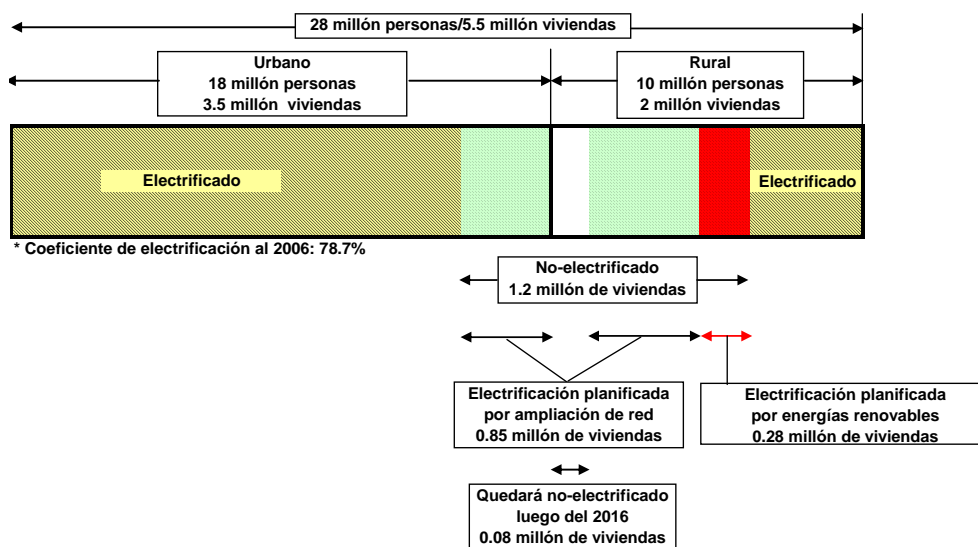 28 millón personas/5.5 millón viviendas
Urbano
18 millón personas
3.5 millón viviendas
Rural
10 millón personas
2 millón viviendas
Electrificado
Electrificado
* Coeficiente de electrificación al 2006: 78.7%
No-electrificado
1.2 millón de viviendas
Electrificación planificada
por ampliación de red
0.85 millón de viviendas
Electrificación planificada
por energías renovables
0.28 millón de viviendas
Quedará no-electrificado
luego del 2016
0.08 millón de viviendas